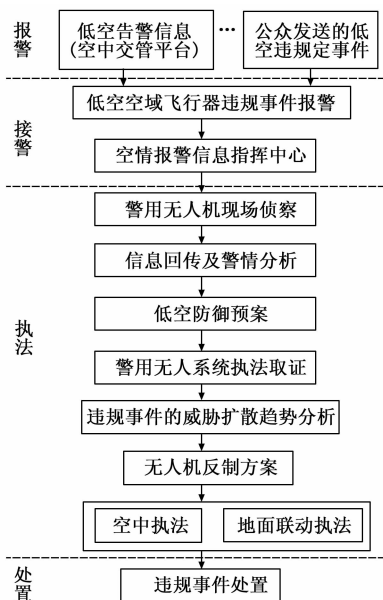 报警
低空告警信息
(空中交管平台)
…
公众发送的低
空违规定事件
接警
低空空域飞行器违规事件报警
空情报警信息指挥中心
执法
警用无人机现场侦察
信息回传及警情分析
低空防御预案
警用无人系统执法取证
违规事件的威胁扩散趋势分析
无人机反制方案
空中执法
地面联动执法
处置
违规事件处置